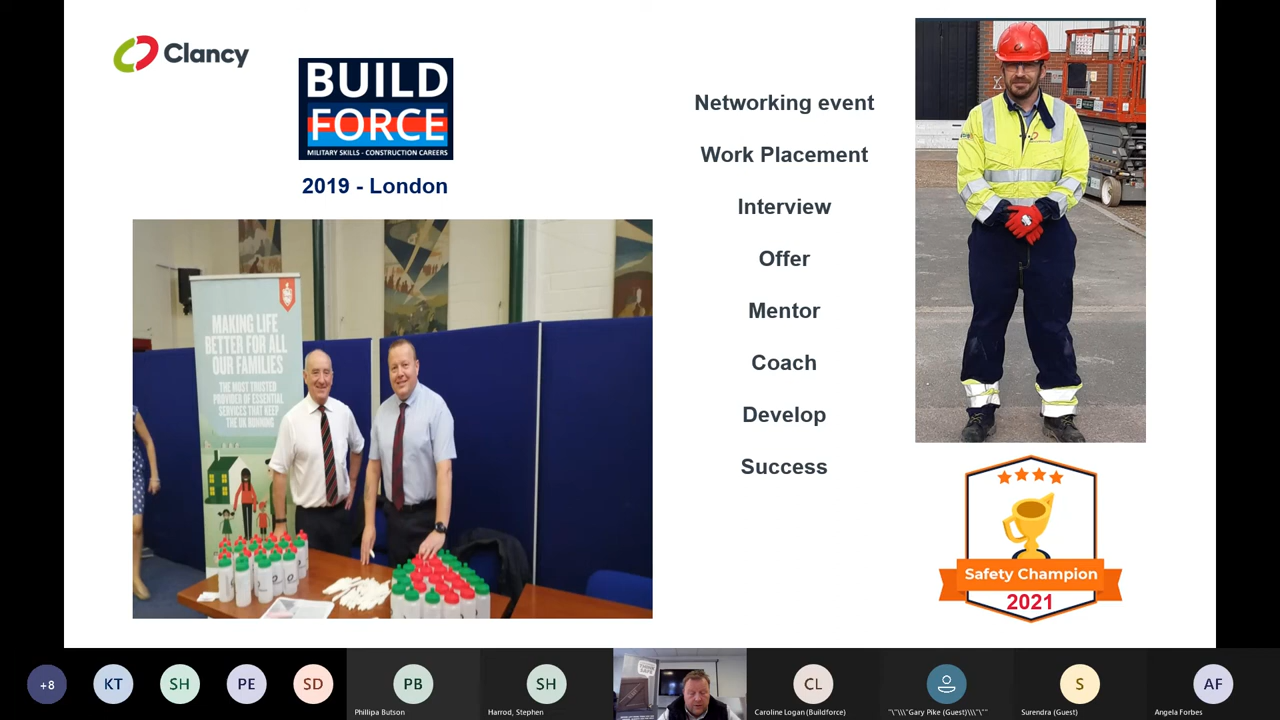 Clancy
BUILD
FORCE
MILITARY SKILLS - CONSTRUCTION CAREERS
2019 - London
MAKING LIFE
BETTER FOR ALL
OUR FAMILIES
THE MOST TRUSTED
PROVIDER OF ESSENTIAL
SERVICES THAT KEEP
THE UK RUNNING
Networking event
Work Placement
Interview
Offer
Mentor
Coach
Develop
Success
Safety Champion
2021
+8
KT
SH
PE
SD
PB
Phillipa Butson
SH
Harrod, Stephen
CL
Caroline Logan (Buildforce)
"\"\\\"Gary Pike (Guest)\\\"\""
S
Surendra (Guest)
AF
Angela Forbes